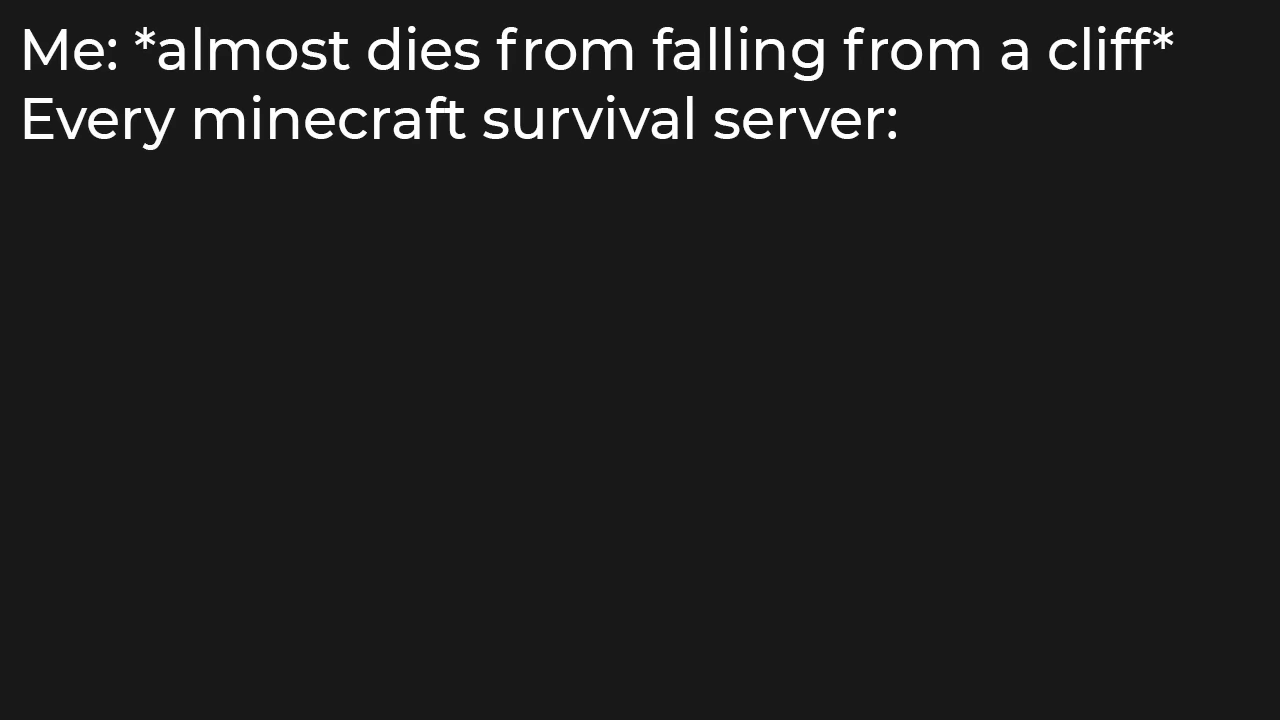 Me: *almost dies from falling from a cliff*
Every minecraft survival server: